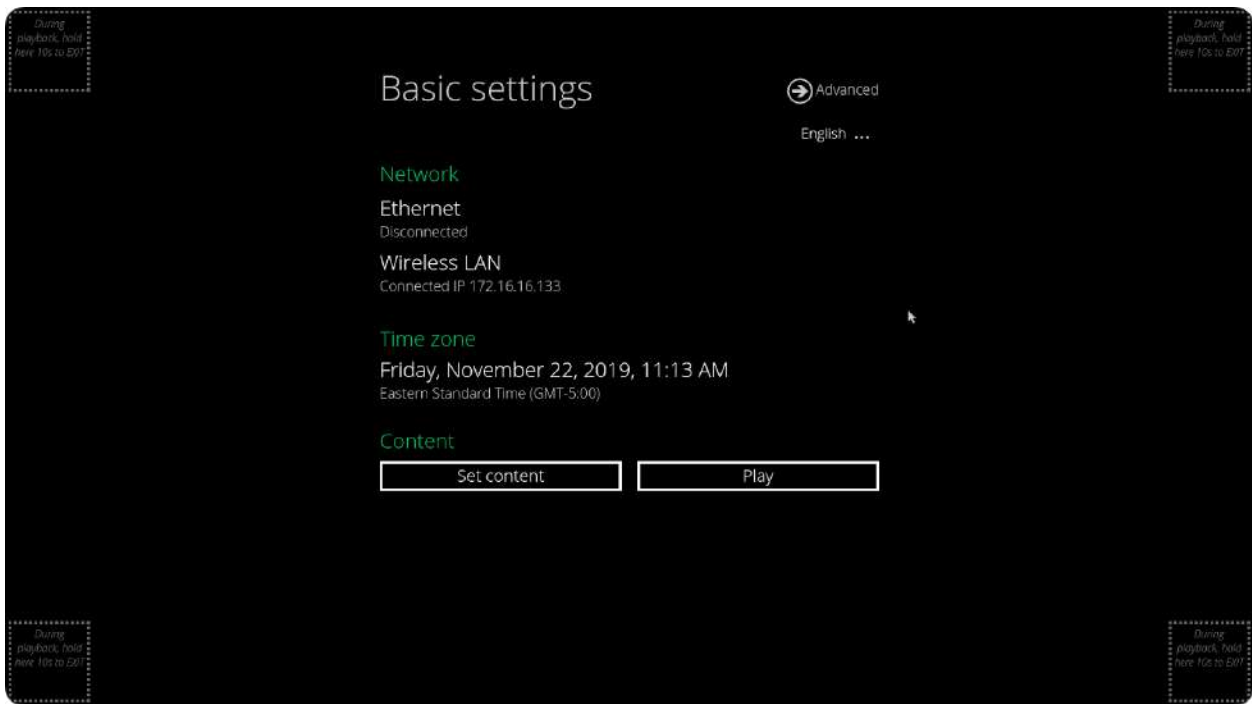 During
playback, hold
here 10s to EXIT
During
playback, hold
here 10s to EXIT
Basic settings
Advanced
English ...
Network
Ethernet
Disconnected
Wireless LAN
Connected IP 172.16.16.133
Time zone
Friday, November 22, 2019, 11:13 AM
Eastern Standard Time (GMT-5:00)
Content
Set content
Play
During
playback, hold
here 10s to EXIT
During
playback, hold
here 10s to EXIT